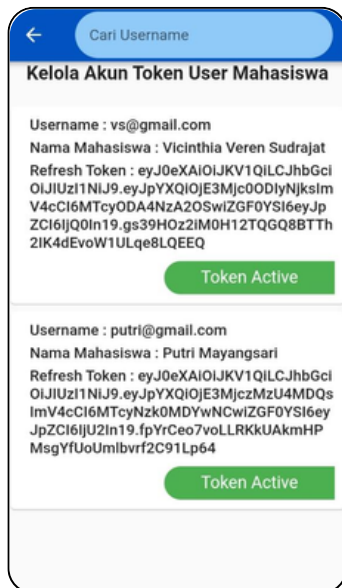 Cari Username
Kelola Akun Token User Mahasiswa
Username : vs@gmail.com
Nama Mahasiswa : Vicinthia Veren Sudrajat
Refresh Token : eyJ0eXAiOiJKV1QiLCJhbGci
OiJIUzI1NiJ9.eyJpYXQiOjE3Mjc0ODIyNjksIm
V4cCI6MTcyODA4NzA2OSwiZGF0YSI6eyJp
ZCI6IjQ0In19.gs39HOz2iM0H12TQGQ8BTTh
2IK4dEvoW1ULqe8LQEEQ
Token Active
Username : putri@gmail.com
Nama Mahasiswa : Putri Mayangsari
Refresh Token : eyJ0eXAiOiJKV1QiLCJhbGci
OiJIUzI1NiJ9.eyJpYXQiOjE3MjczMzU4MDQs
ImV4cCI6MTcyNzk0MDYwNCwiZGF0YSI6ey
JpZCI6IjU2In19.fpYrCeo7voLLRKkUAkmHP
MsgYfUoUmlbvrf2C91Lp64
Token Active